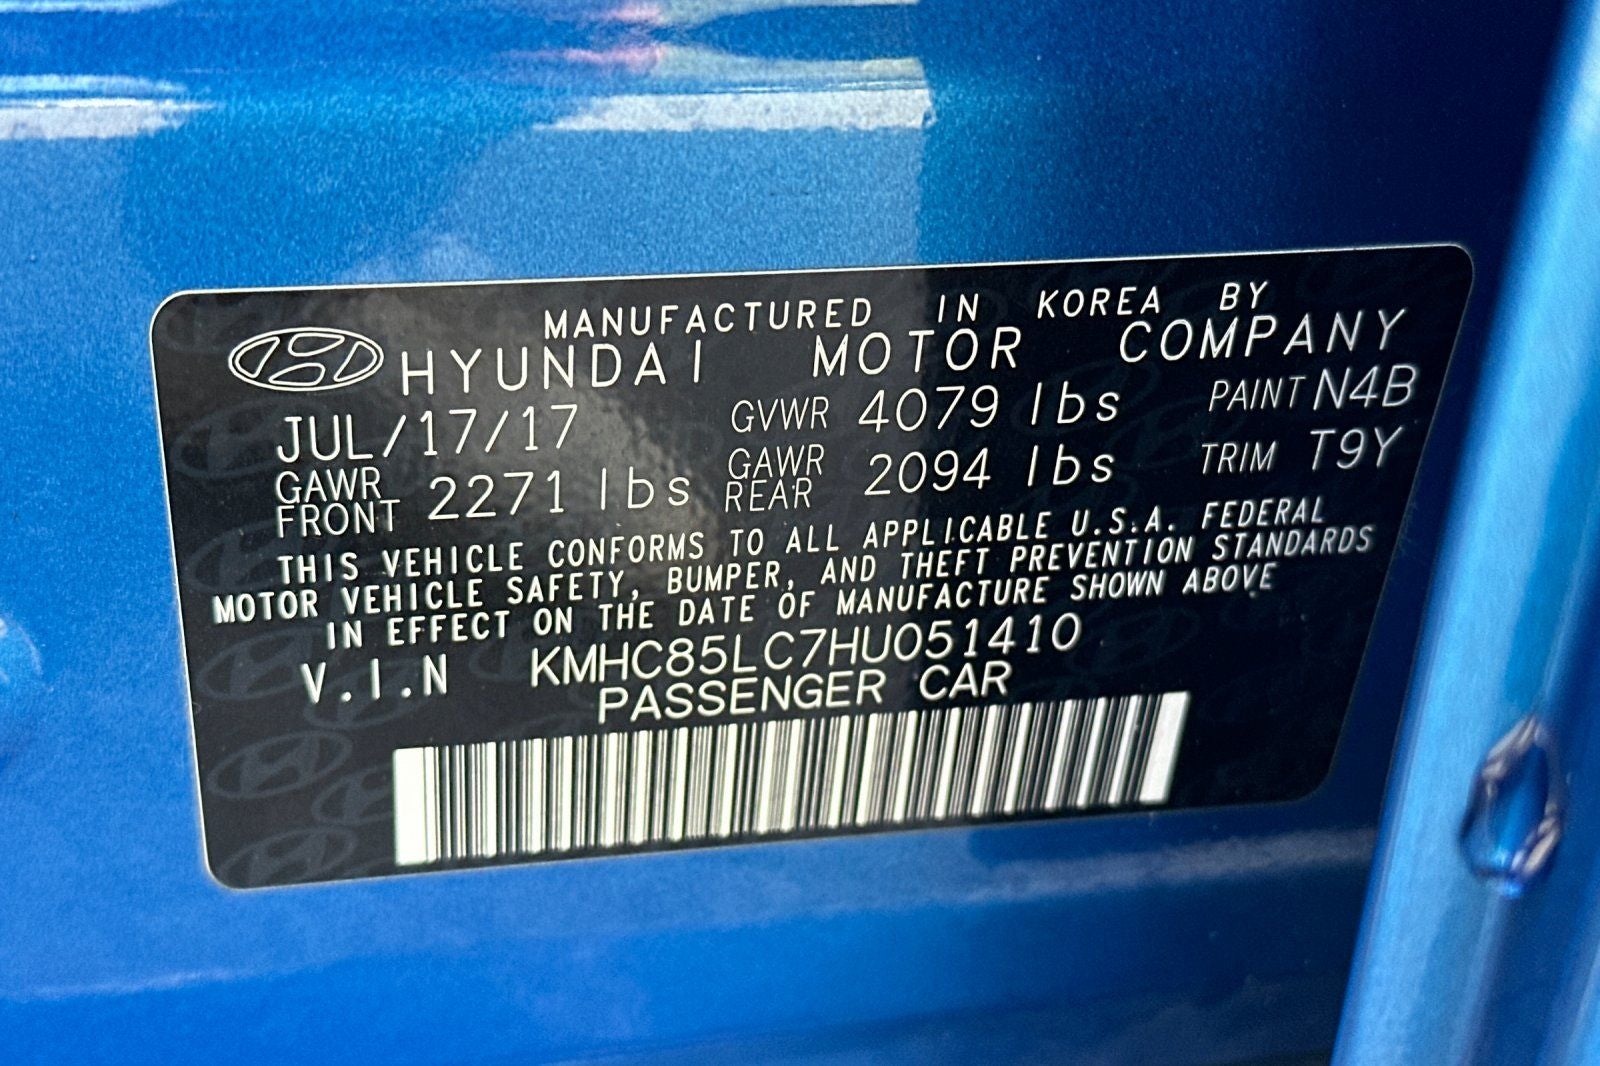 MANUFACTURED IN KOREA BY
HYUNDAI MOTOR COMPANY
JUL/17/17 GVWR 4079 lbs PAINT N4B
GAWR FRONT 2271 lbs GAWR REAR 2094 lbs TRIM T9Y
THIS VEHICLE CONFORMS TO ALL APPLICABLE U.S.A. FEDERAL
MOTOR VEHICLE SAFETY, BUMPER, AND THEFT PREVENTION STANDARDS
IN EFFECT ON THE DATE OF MANUFACTURE SHOWN ABOVE
V.I.N KMHC85LC7HU051410
PASSENGER CAR